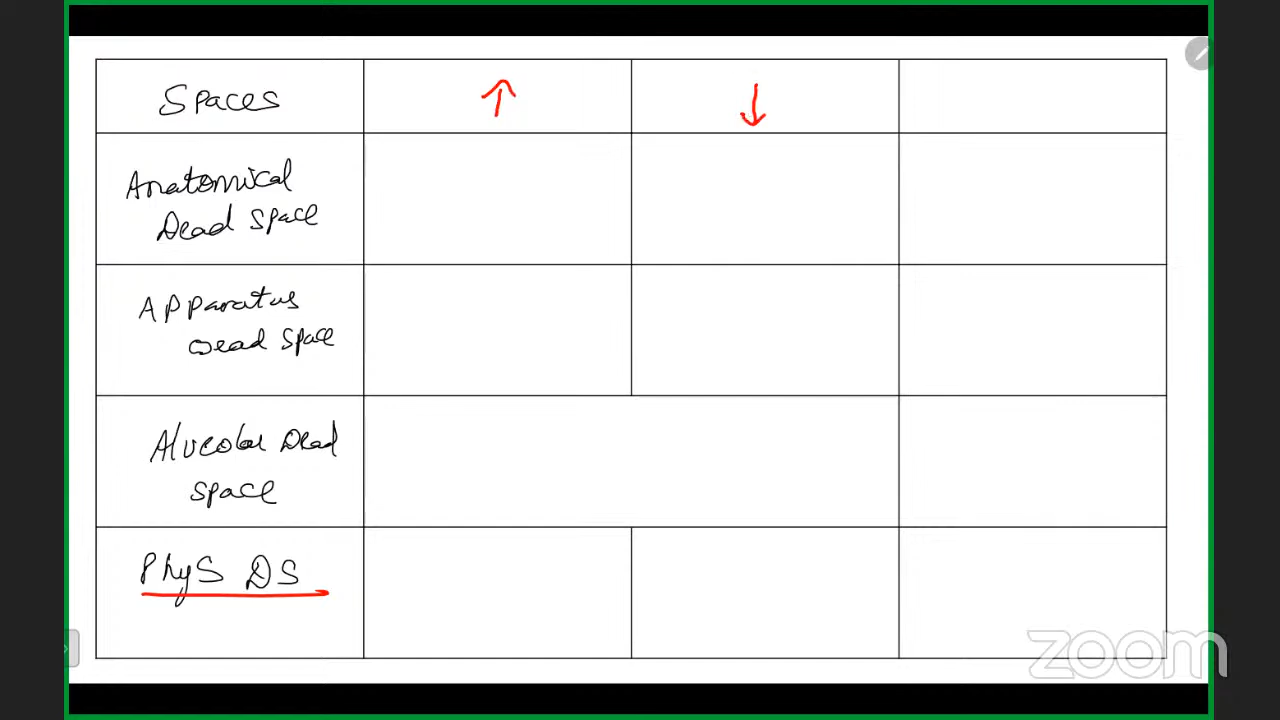 Spaces ↑ ↓
Anatomical
Dead space
Apparatus
Dead space
Alveolar Dead
space
Phys DS
zoom